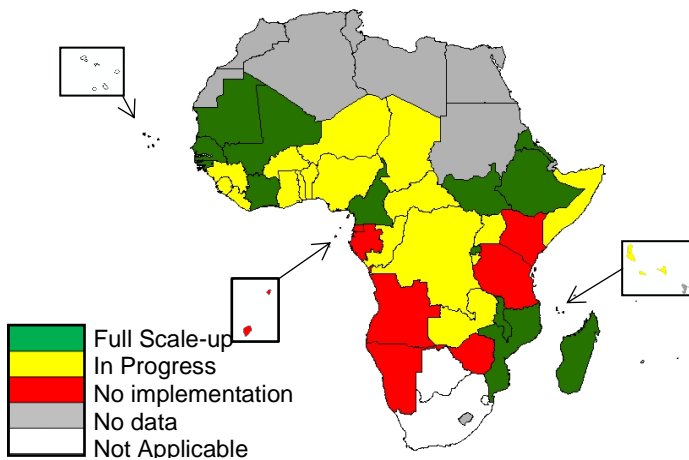 Full Scale-up
In Progress
No implementation
No data
Not Applicable